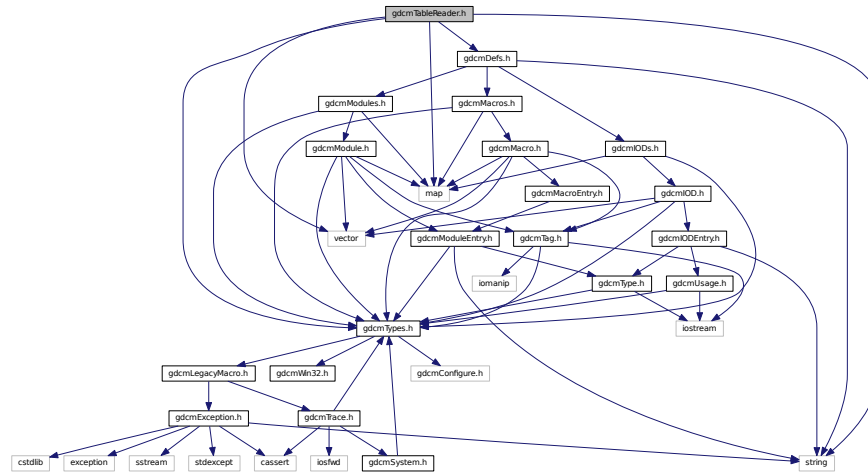 gdcmTableReader.h
gdcmDefs.h
gdcmModules.h
gdcmMacros.h
gdcmModule.h
gdcmMacro.h
gdcmIODs.h
map
gdcmMacroEntry.h
gdcmIOD.h
vector
gdcmModuleEntry.h
gdcmTag.h
gdcmIODEntry.h
iomanip
gdcmType.h
gdcmUsage.h
gdcmTypes.h
iostream
gdcmLegacyMacro.h
gdcmWin32.h
gdcmConfigure.h
gdcmException.h
gdcmTrace.h
cstdlib
exception
sstream
stdexcept
cassert
iosfwd
gdcmSystem.h
string